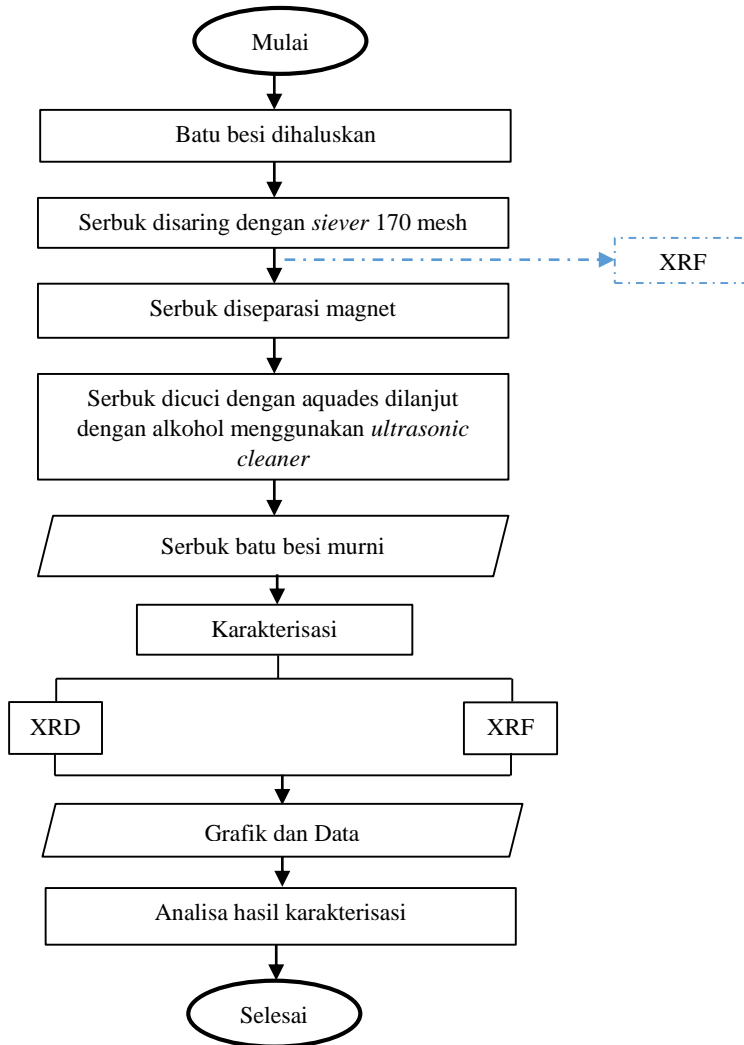 Mulai
Batu besi dihaluskan
Serbuk disaring dengan siever 170 mesh
XRF
Serbuk diseparasi magnet
Serbuk dicuci dengan aquades dilanjut
dengan alkohol menggunakan ultrasonic
cleaner
Serbuk batu besi murni
Karakterisasi
XRD
XRF
Grafik dan Data
Analisa hasil karakterisasi
Selesai